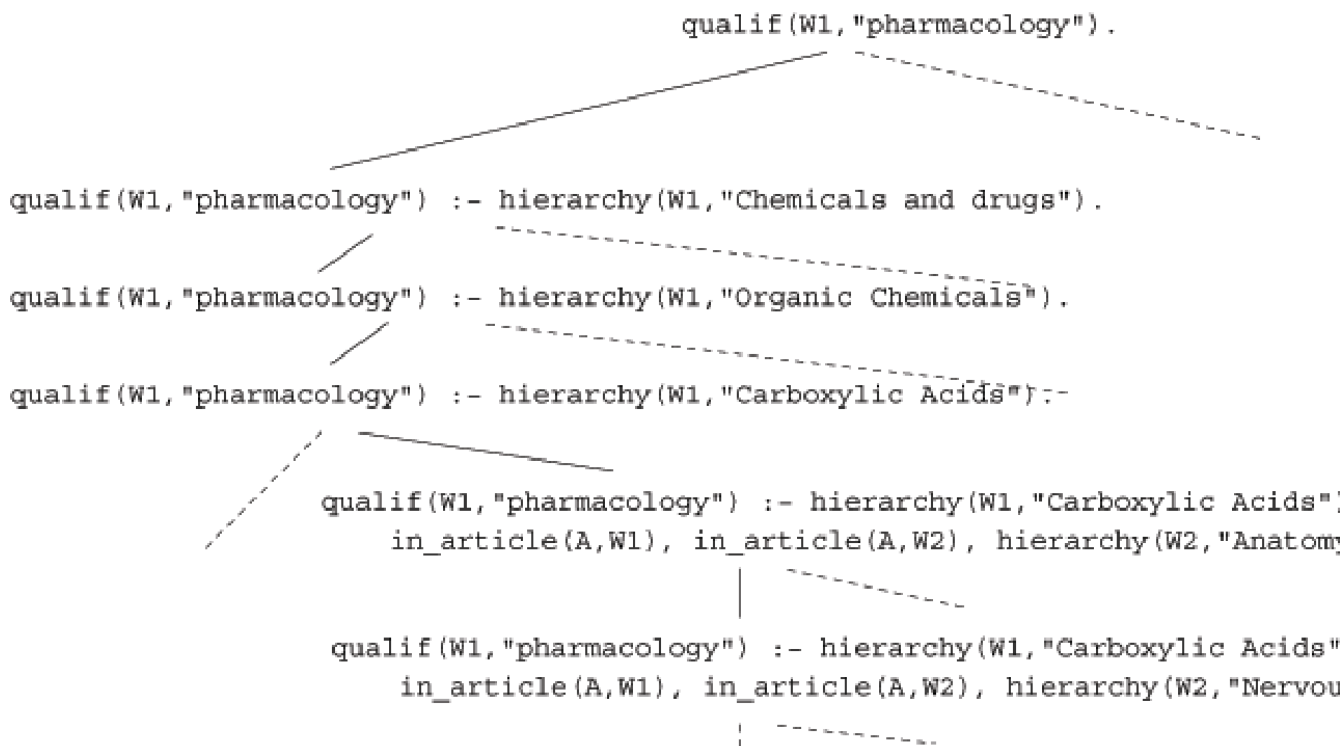 qualif(W1,"pharmacology").
qualif(W1,"pharmacology") :- hierarchy(W1,"Chemicals and drugs").
qualif(W1,"pharmacology") :- hierarchy(W1,"Organic Chemicals").
qualif(W1,"pharmacology") :- hierarchy(W1,"Carboxylic Acids").
qualif(W1,"pharmacology") :- hierarchy(W1,"Carboxylic Acids")
in_article(A,W1), in_article(A,W2), hierarchy(W2,"Anatomy
qualif(W1,"pharmacology") :- hierarchy(W1,"Carboxylic Acids"
in_article(A,W1), in_article(A,W2), hierarchy(W2,"Nervou